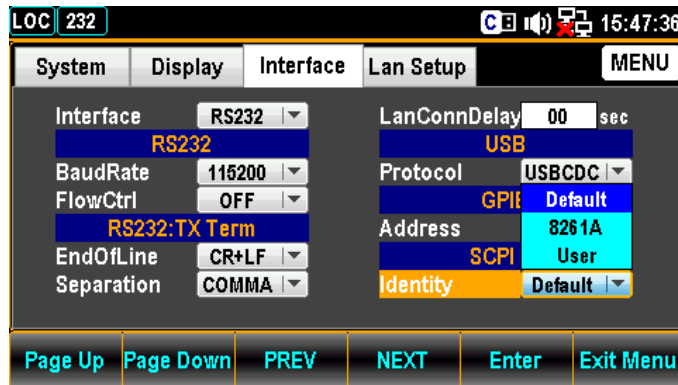 LOC 232 C 15:47:36
System Display Interface Lan Setup MENU
Interface RS232
RS232
BaudRate 115200
FlowCtrl OFF
RS232:TX Term
EndOfLine CR+LF
Separation COMMA
LanConnDelay 00 sec
USB
Protocol USBCDC
GPIB
Default
Address
8261A
SCPI
User
Identity Default
Page Up Page Down PREV NEXT Enter Exit Menu